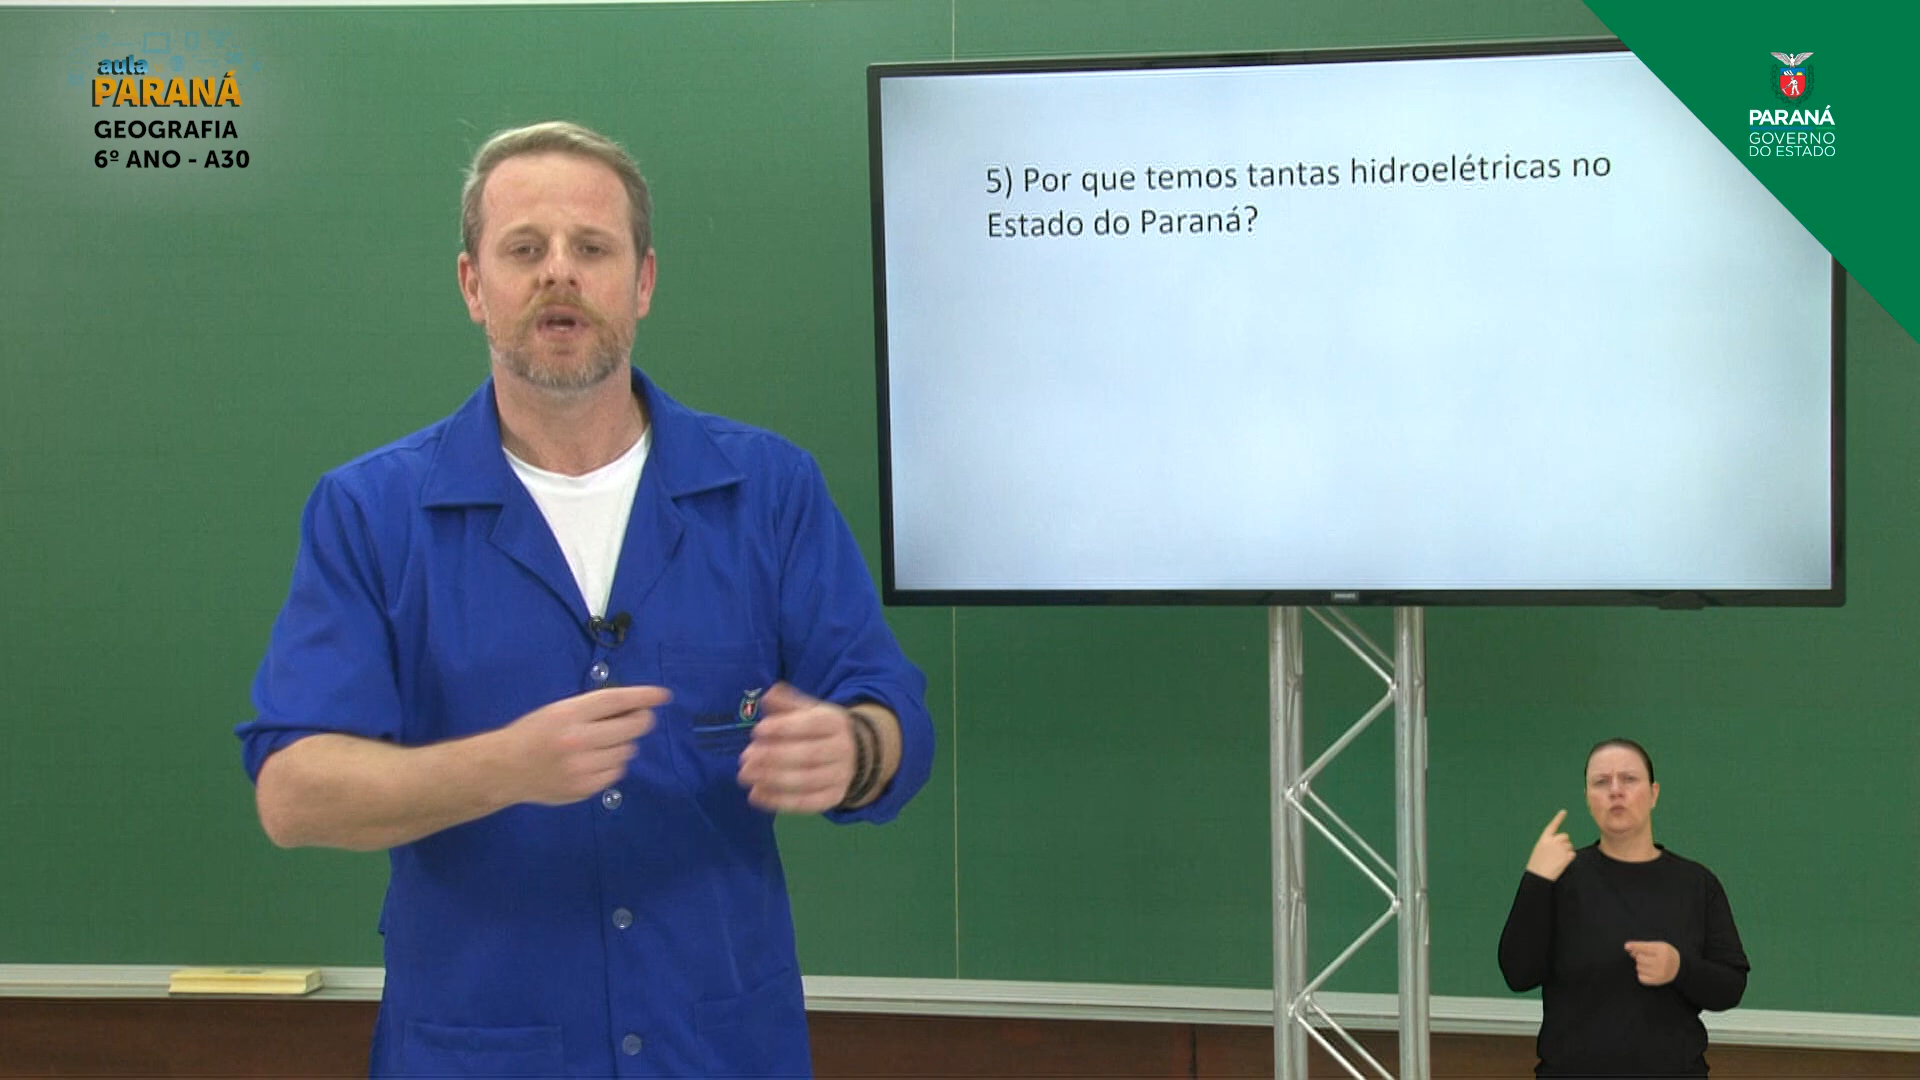 aula
PARANÁ
GEOGRAFIA
6º ANO - A30
5) Por que temos tantas hidroelétricas no
Estado do Paraná?
PARANÁ
GOVERNO
DO ESTADO